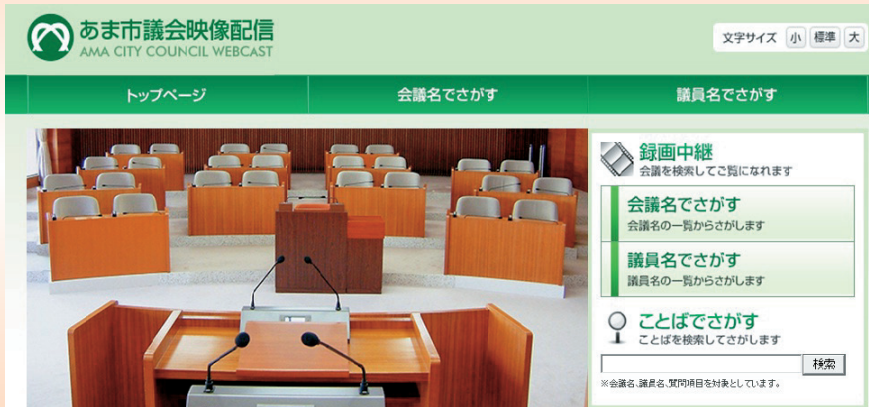 あま市議会映像配信
AMA CITY COUNCIL WEBCAST
文字サイズ 小 標準 大
トップページ 会議名でさがす 議員名でさがす
録画中継
会議を検索してご覧になれます
会議名でさがす
会議名の一覧からさがします
議員名でさがす
議員名の一覧からさがします
ことばでさがす
ことばを検索してさがします
検索
※会議名、議員名、質問項目を対象としています。